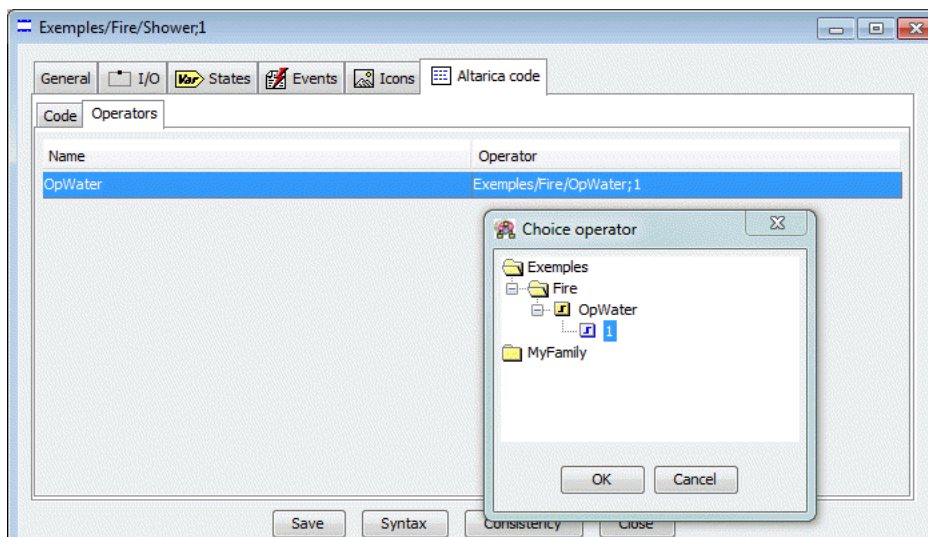 Exemples/Fire/Shower;1
General I/O Var States Events Icons Altarica code
Code Operators
Name Operator
OpWater Exemples/Fire/OpWater;1
Choice operator
Exemples
Fire
OpWater
1
MyFamily
OK Cancel
Save Syntax Consistency Close